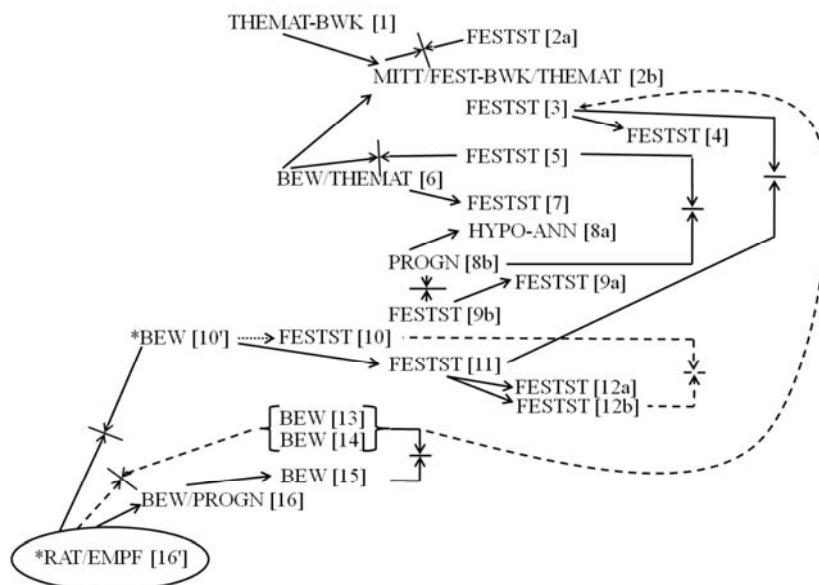 THEMAT-BWK [1]
FESTST [2a]
MITT/FEST-BWK/THEMAT [2b]
FESTST [3]
FESTST [4]
FESTST [5]
BEW/THEMAT [6]
FESTST [7]
HYPO-ANN [8a]
PROGN [8b]
FESTST [9a]
FESTST [9b]
*BEW [10'] FESTST [10]
FESTST [11]
FESTST [12a]
FESTST [12b]
BEW [13]
BEW [14]
BEW [15]
BEW/PROGN [16]
*RAT/EMPF [16']